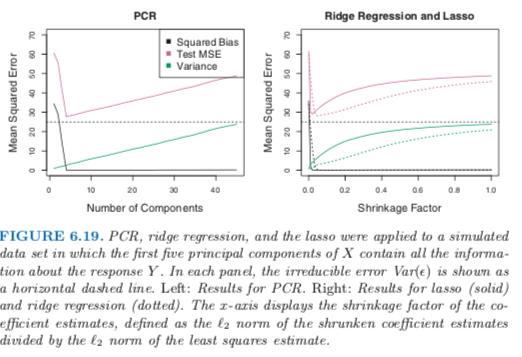 PCR
Squared Bias
Test MSE
Variance
Mean Squared Error
0 10 20 30 40 50 60 70
0 10 20 30 40
Number of Components
Ridge Regression and Lasso
Mean Squared Error
0 10 20 30 40 50 60 70
0.0 0.2 0.4 0.6 0.8 1.0
Shrinkage Factor
FIGURE 6.19. PCR, ridge regression, and the lasso were applied to a simulated
data set in which the first five principal components of X contain all the informa-
tion about the response Y. In each panel, the irreducible error Var(ϵ) is shown as
a horizontal dashed line. Left: Results for PCR. Right: Results for lasso (solid)
and ridge regression (dotted). The x-axis displays the shrinkage factor of the co-
efficient estimates, defined as the ℓ2 norm of the shrunken coefficient estimates
divided by the ℓ2 norm of the least squares estimate.